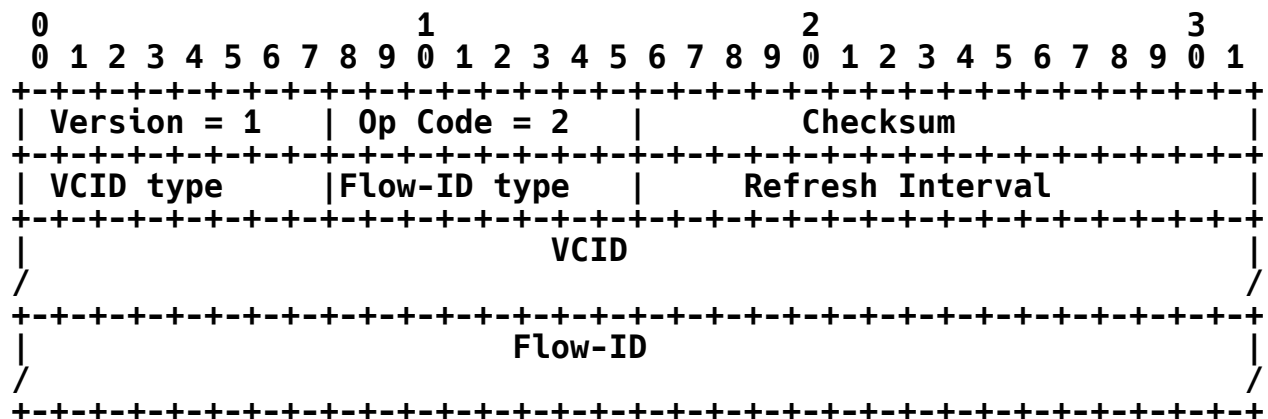 0                   1                   2                   3
 0 1 2 3 4 5 6 7 8 9 0 1 2 3 4 5 6 7 8 9 0 1 2 3 4 5 6 7 8 9 0 1
+-+-+-+-+-+-+-+-+-+-+-+-+-+-+-+-+-+-+-+-+-+-+-+-+-+-+-+-+-+-+-+-+
| Version = 1   | Op Code = 2   |        Checksum               |
+-+-+-+-+-+-+-+-+-+-+-+-+-+-+-+-+-+-+-+-+-+-+-+-+-+-+-+-+-+-+-+-+
| VCID type     |Flow-ID type   |     Refresh Interval          |
+-+-+-+-+-+-+-+-+-+-+-+-+-+-+-+-+-+-+-+-+-+-+-+-+-+-+-+-+-+-+-+-+
|                           VCID                                |
/                                                               /
+-+-+-+-+-+-+-+-+-+-+-+-+-+-+-+-+-+-+-+-+-+-+-+-+-+-+-+-+-+-+-+-+
|                         Flow-ID                               |
/                                                               /
+-+-+-+-+-+-+-+-+-+-+-+-+-+-+-+-+-+-+-+-+-+-+-+-+-+-+-+-+-+-+-+-+